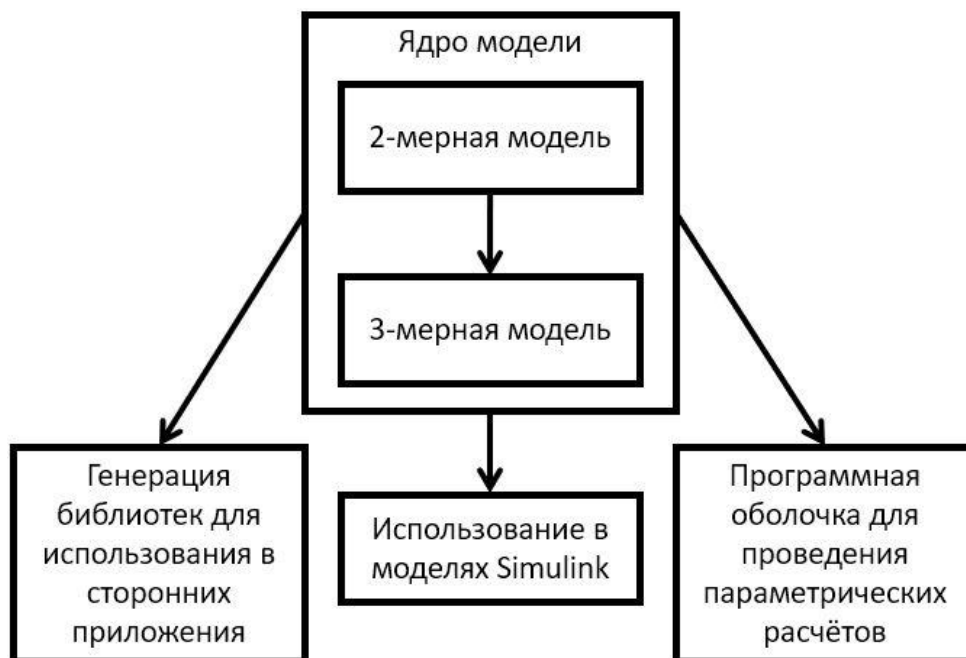 Ядро модели
2-мерная модель
3-мерная модель
Генерация
библиотек для
использования в
сторонних
приложения
Использование в
моделях Simulink
Программная
оболочка для
проведения
параметрических
расчётов